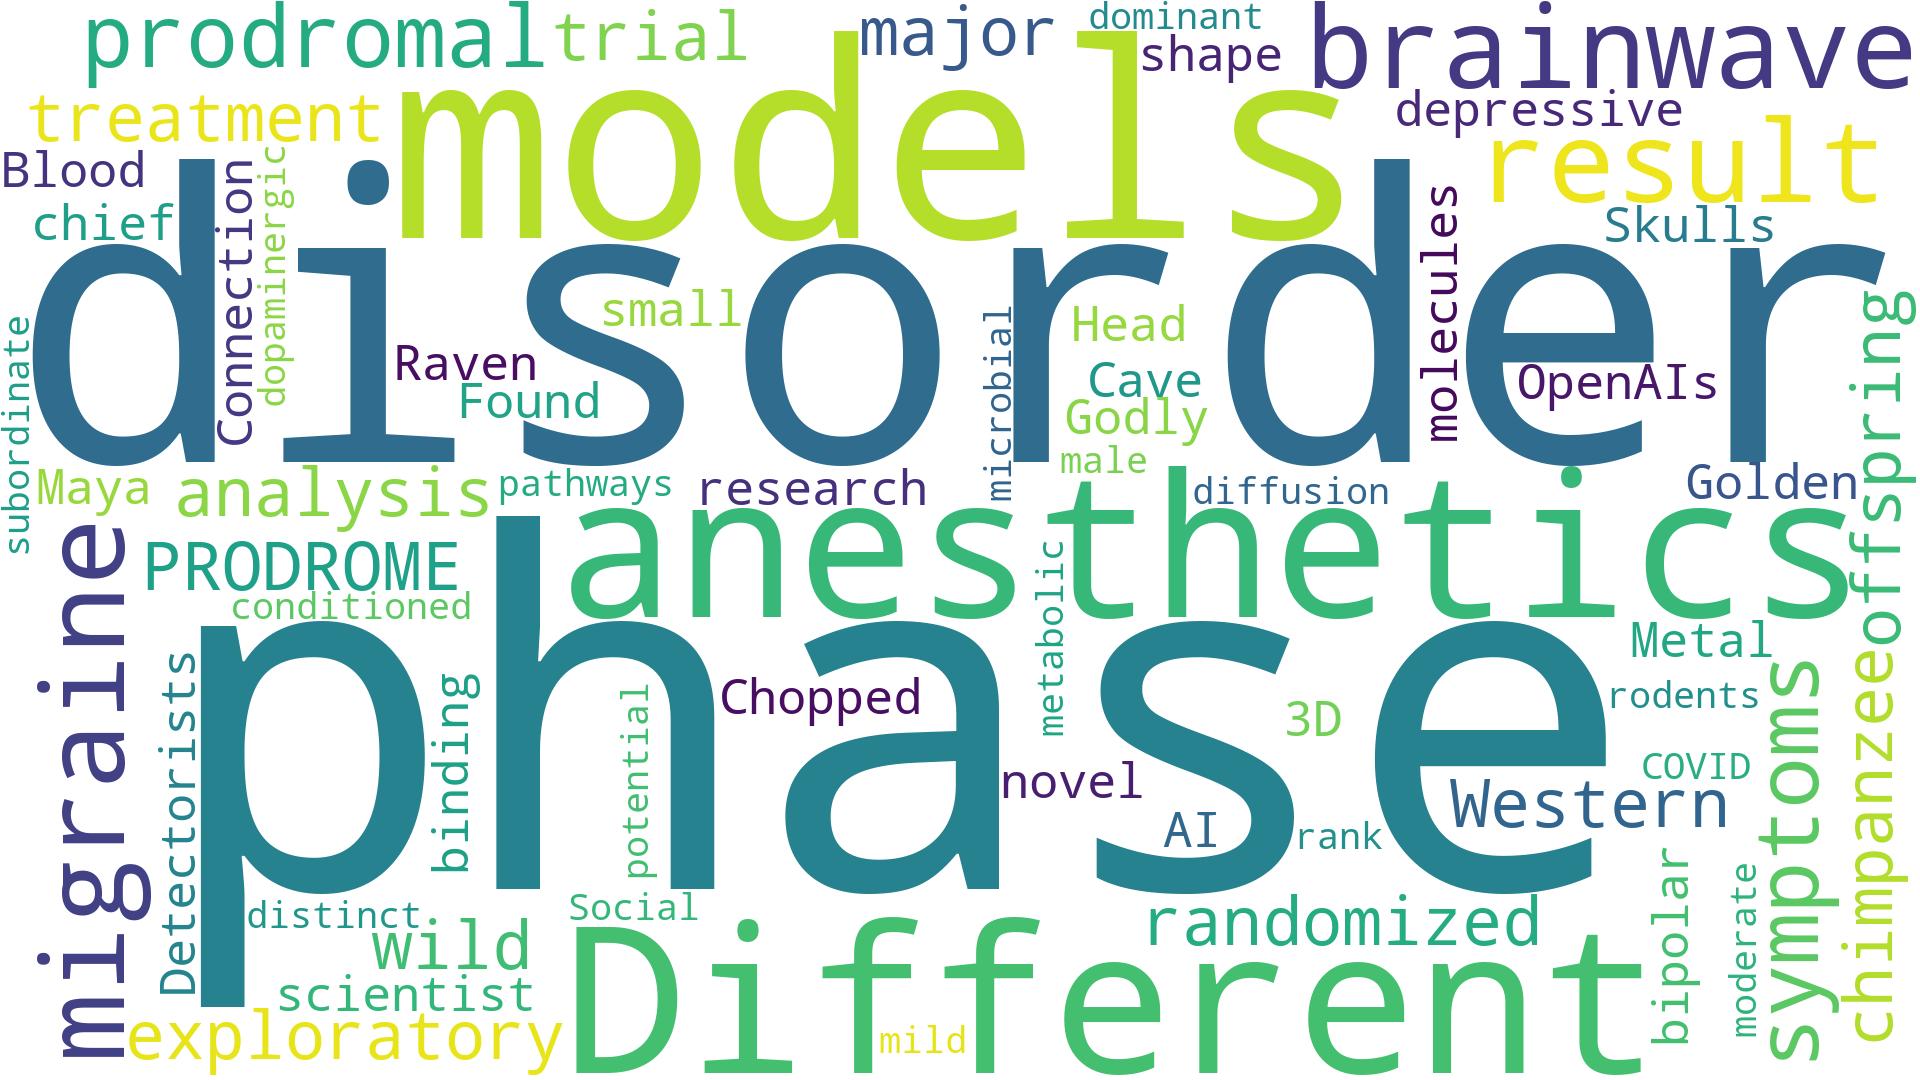 prodromal
trial
major
dominant
shape
brainwave
treatment
models
depressive
result
Blood
chief
Connection
dopaminergic
disorder
molecules
Skulls
small
Head
Raven
Found
microbial
Cave
Godly
OpenAIs
subordinate
offspring
Maya
analysis
pathways
research
male
diffusion
Golden
migraine
PRODROME
conditioned
anesthetics
metabolic
Metal
phase
Detectorists
binding
potential
Chopped
3D
rodents
novel
COVID
AI
rank
Western
symptoms
chimpanzee
distinct
wild
Social
scientist
Different
randomized
bipolar
moderate
exploratory
mild